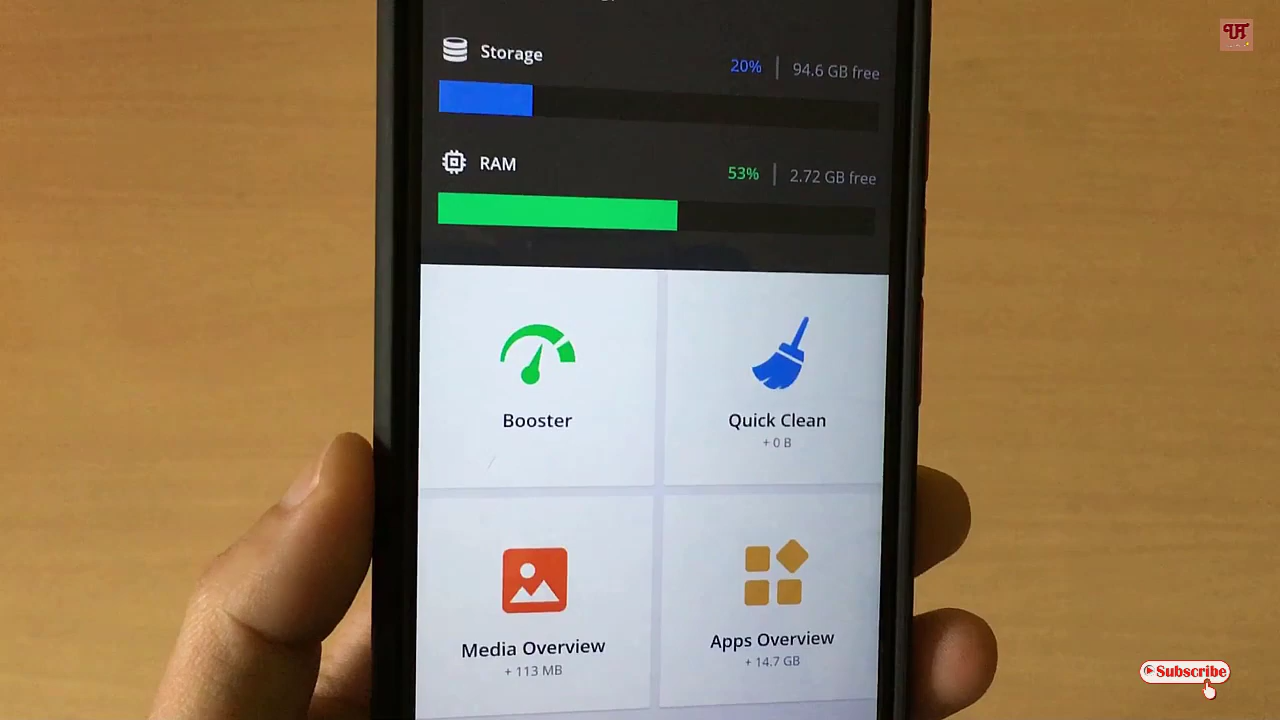 Storage
20% | 94.6 GB free
RAM
53% | 2.72 GB free
Booster
Quick Clean
+ 0 B
Media Overview
+ 113 MB
Apps Overview
+ 14.7 GB
Subscribe